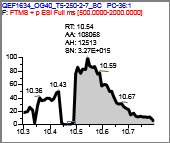 QEF1534_OG40_T5-250-2-7_SC PC-36:1
F: FTMS + p ESI Full ms [500.0000-2000.0000]
RT: 10.54
AA: 108068
AH: 12513
SN: 3.27E+015
100
80
60
40
20
0
10.36
10.43
10.59
10.67
10.3 10.4 10.5 10.6 10.7